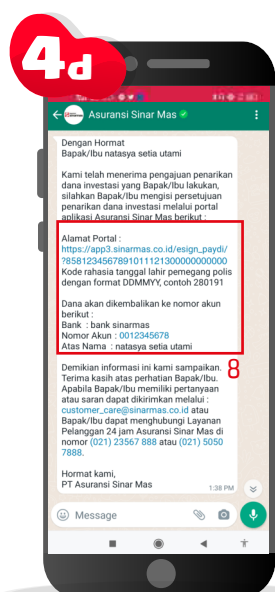 4d
Asuransi Sinar Mas
Dengan Hormat
Bapak/Ibu natasya setia utami
Kami telah menerima pengajuan penarikan
dana investasi yang Bapak/Ibu lakukan,
silahkan Bapak/Ibu mengisi persetujuan
penarikan dana investasi melalui portal
aplikasi Asuransi Sinar Mas berikut :
Alamat Portal :
https://app3.sinarmas.co.id/esign_paydi/
?8581234567891011121300000000000
Kode rahasia tanggal lahir pemegang polis
dengan format DDMMYY, contoh 280191
Dana akan dikembalikan ke nomor akun
berikut :
Bank : bank sinarmas
Nomor Akun : 0012345678
Atas Nama : natasya setia utami
8
Demikian informasi ini kami sampaikan.
Terima kasih atas perhatian Bapak/Ibu.
Apabila Bapak/Ibu memiliki pertanyaan
atau saran dapat dikirimkan melalui :
customer_care@sinarmas.co.id atau
Bapak/Ibu dapat menghubungi Layanan
Pelanggan 24 jam Asuransi Sinar Mas di
nomor (021) 23567 888 atau (021) 5050
7888.
Hormat kami,
PT Asuransi Sinar Mas
1:38 PM
Message